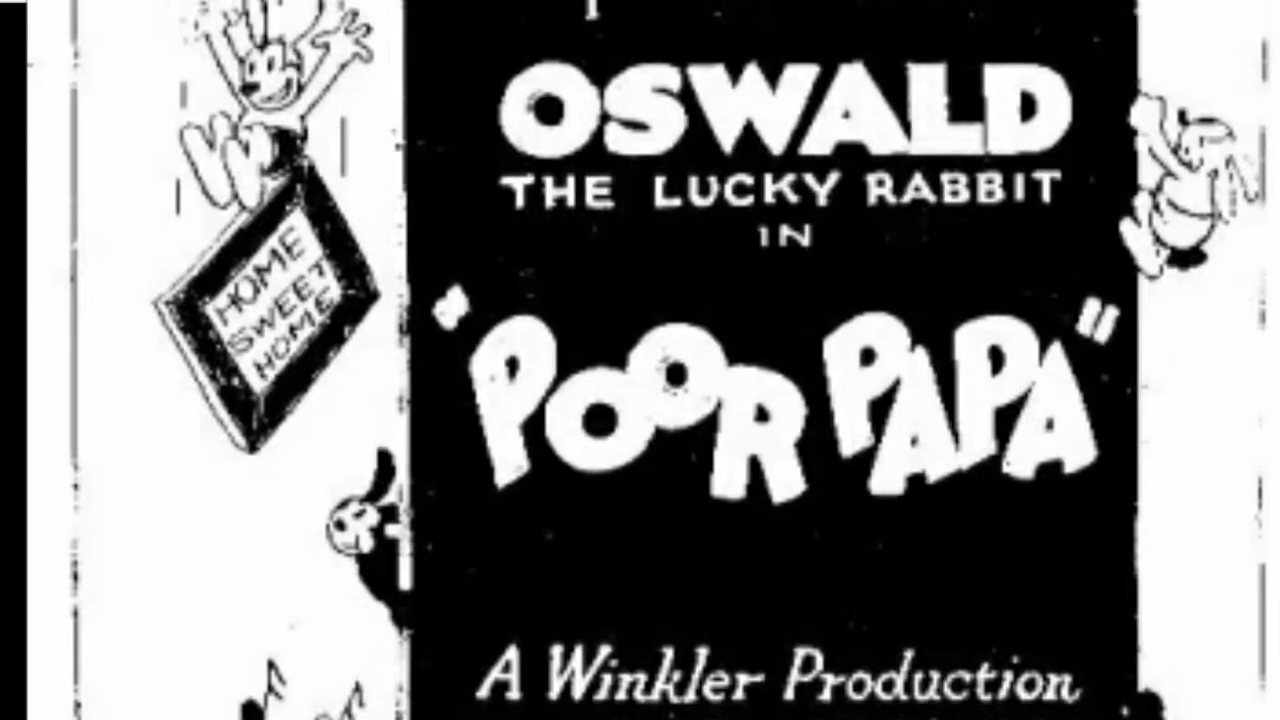 HOME
SWEET
HOME
OSWALD
THE LUCKY RABBIT
IN
"POOR PAPA"
A Winkler Production